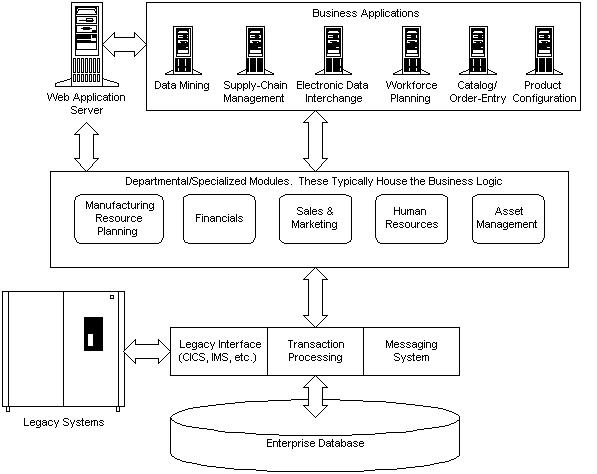 Business Applications
Web Application
Server
Data Mining
Supply-Chain
Management
Electronic Data
Interchange
Workforce
Planning
Catalog/
Order-Entry
Product
Configuration
Departmental/Specialized Modules. These Typically House the Business Logic
Manufacturing
Resource
Planning
Financials
Sales &
Marketing
Human
Resources
Asset
Management
Legacy Interface
(CICS, IMS, etc.)
Transaction
Processing
Messaging
System
Legacy Systems
Enterprise Database